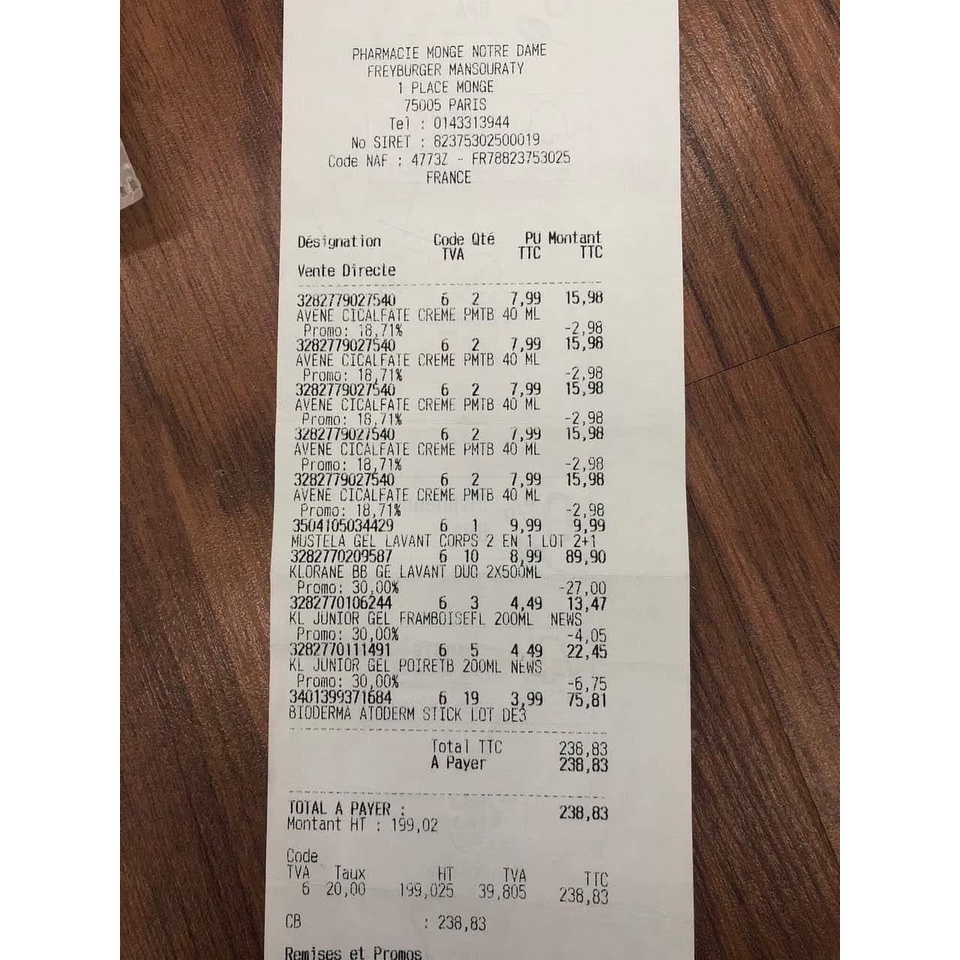 PHARMACIE MONGE NOTRE DAME
FREYBURGER MANSOURATY
1 PLACE MONGE
75005 PARIS
Tel : 0143313944
No SIRET : 82375302500019
Code NAF : 4773Z - FR78823753025
FRANCE
Désignation Code Qté PU Montant
TVA TTC TTC
Vente Directe
3282779027540 6 2 7,99 15,98
AVENE CICALFATE CREME PMTB 40 ML
Promo: 18,71% -2,98
3282779027540 6 2 7,99 15,98
AVENE CICALFATE CREME PMTB 40 ML
Promo: 18,71% -2,98
3282779027540 6 2 7,99 15,98
AVENE CICALFATE CREME PMTB 40 ML
Promo: 18,71% -2,98
3282779027540 6 2 7,99 15,98
AVENE CICALFATE CREME PMTB 40 ML
Promo: 18,71% -2,98
3282779027540 6 2 7,99 15,98
AVENE CICALFATE CREME PMTB 40 ML
Promo: 18,71% -2,98
3504105034429 6 1 9,99 9,99
MUSTELA GEL LAVANT CORPS 2 EN 1 LOT 2+1
3282770209587 6 10 8,99 89,90
KLORANE BB GE LAVANT DUO 2X500ML
Promo: 30,00% -27,00
3282770106244 6 3 4,49 13,47
KL JUNIOR GEL FRAMBOISEFL 200ML NEWS
Promo: 30,00% -4,05
3282770111491 6 5 4,49 22,45
KL JUNIOR GEL POIRETB 200ML NEWS
Promo: 30,00% -6,75
3401399371684 6 19 3,99 75,81
BIODERMA ATODERM STICK LOT DE3
Total TTC 238,83
A Payer 238,83
TOTAL A PAYER : 238,83
Montant HT : 199,02
Code
TVA Taux HT TVA TTC
6 20,00 199,025 39,805 238,83
CB : 238,83
Remises et Promos